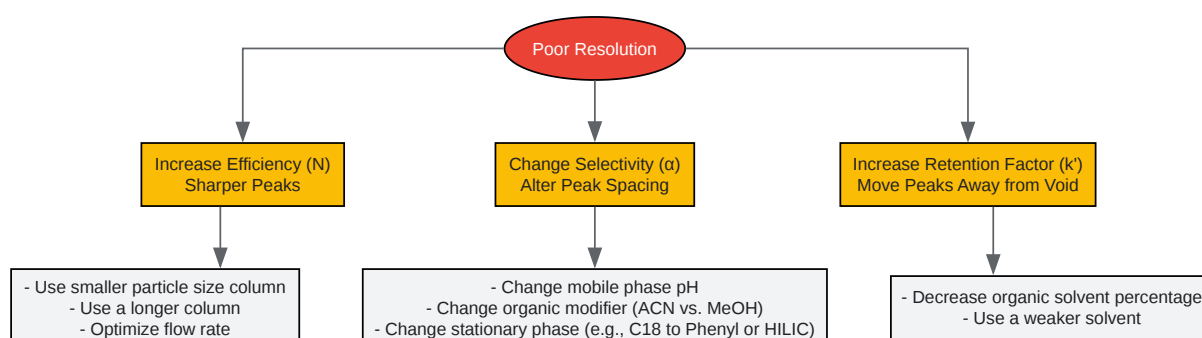 Poor Resolution
Increase Efficiency (N)
Sharper Peaks
Change Selectivity (α)
Alter Peak Spacing
Increase Retention Factor (k')
Move Peaks Away from Void
- Use smaller particle size column
- Use a longer column
- Optimize flow rate
- Change mobile phase pH
- Change organic modifier (ACN vs. MeOH)
- Change stationary phase (e.g., C18 to Phenyl or HILIC)
- Decrease organic solvent percentage
- Use a weaker solvent